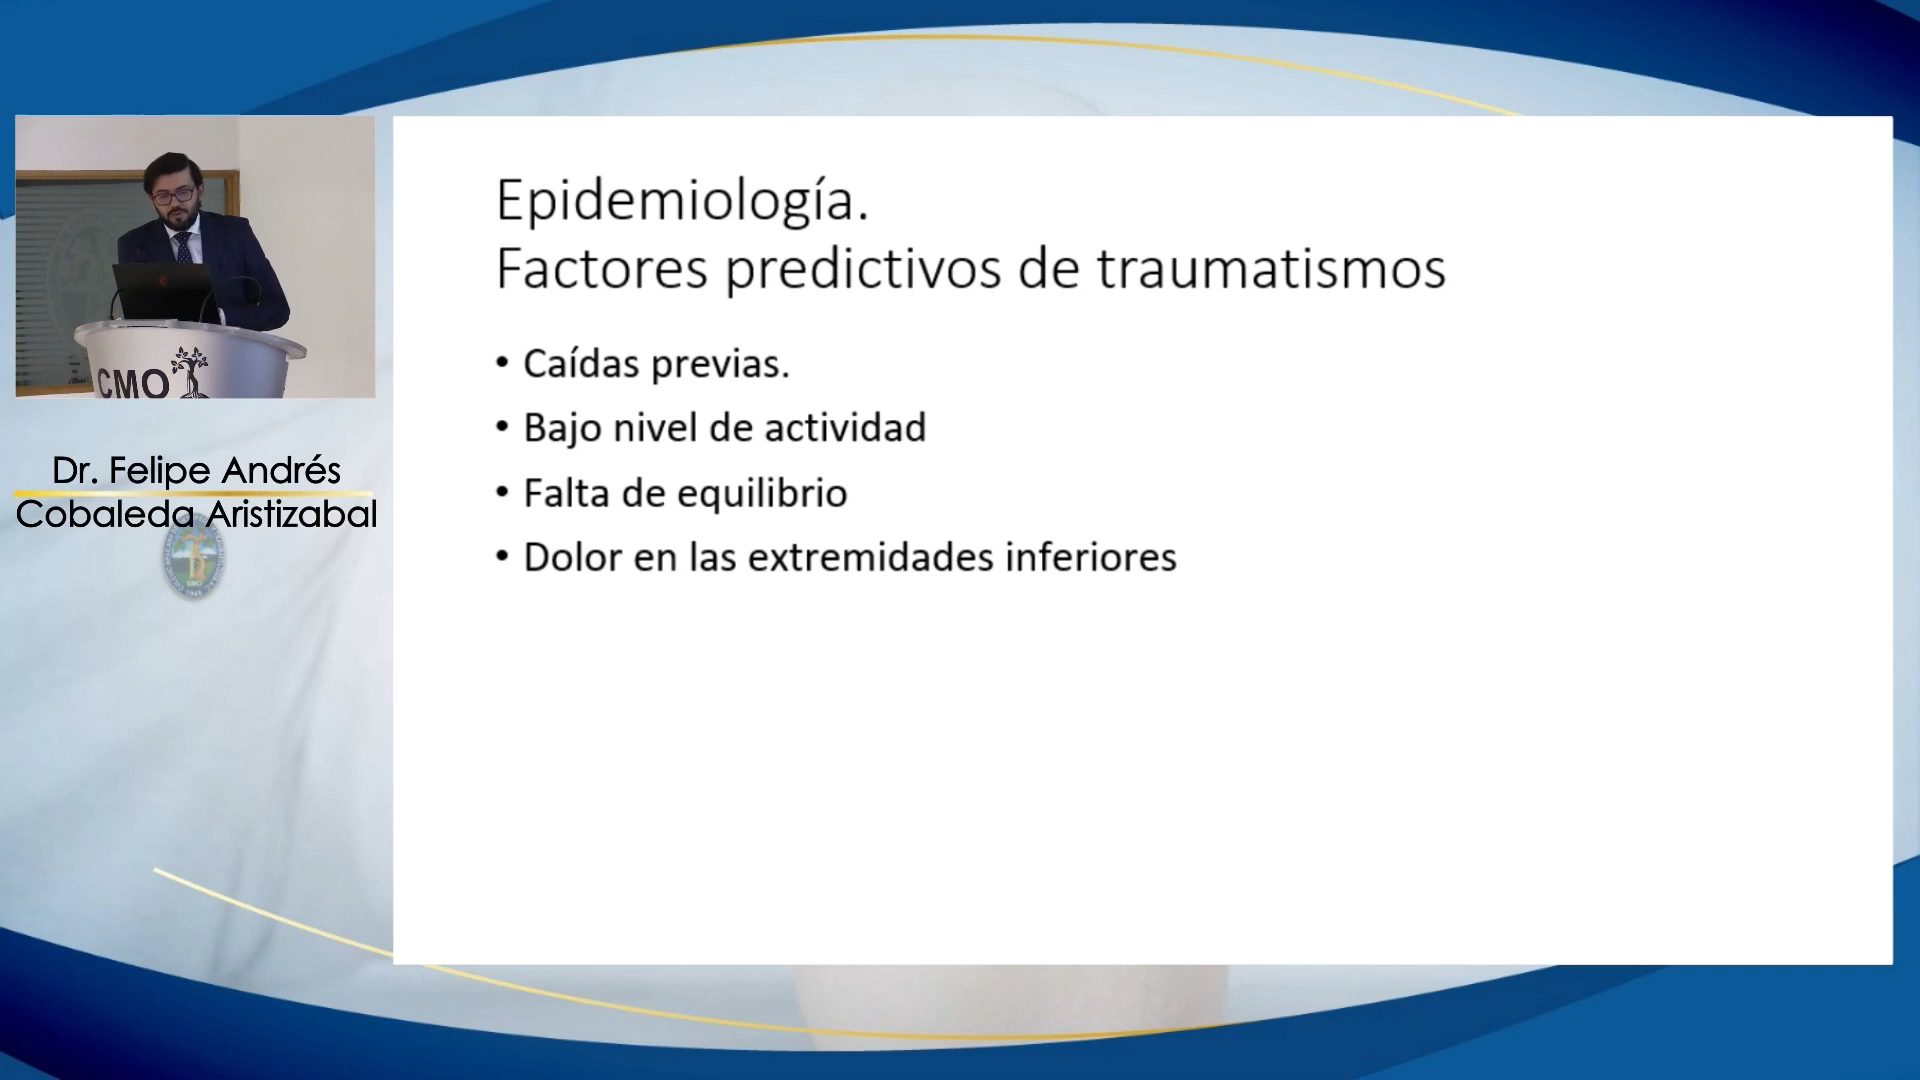 CMO
Dr. Felipe Andrés
Cobaleda Aristizabal
Epidemiología.
Factores predictivos de traumatismos
• Caídas previas.
• Bajo nivel de actividad
• Falta de equilibrio
• Dolor en las extremidades inferiores